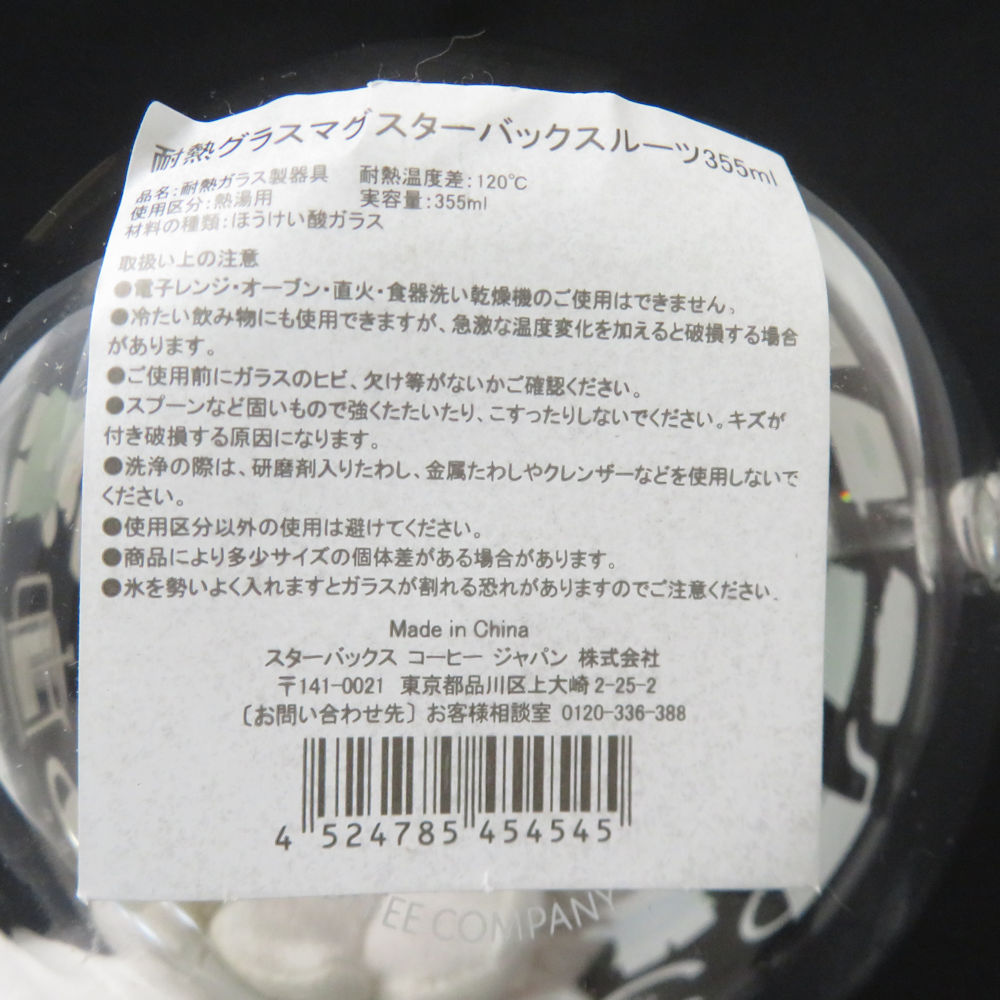 耐熱グラスマグスターバックスルーツ355ml
品名:耐熱ガラス製器具 耐熱温度差:120℃
使用区分:熱湯用 実容量:355ml
材料の種類:ほうけい酸ガラス
取扱い上の注意
●電子レンジ・オーブン・直火・食器洗い乾燥機のご使用はできません。
●冷たい飲み物にも使用できますが、急激な温度変化を加えると破損する場合
があります。
●ご使用前にガラスのヒビ、欠け等がないかご確認ください。
●スプーンなど固いもので強くたたいたり、こすったりしないでください。キズが
付き破損する原因になります。
●洗浄の際は、研磨剤入りたわし、金属たわしやクレンザーなどを使用しないで
ください。
●使用区分以外の使用は避けてください。
●商品により多少サイズの個体差がある場合があります。
●氷を勢いよく入れますとガラスが割れる恐れがありますのでご注意ください.
Made in China
スターバックス コーヒー ジャパン 株式会社
〒141-0021 東京都品川区上大崎 2-25-2
〔お問い合わせ先〕お客様相談室 0120-336-388
4 524785 454545
EE COMPANY